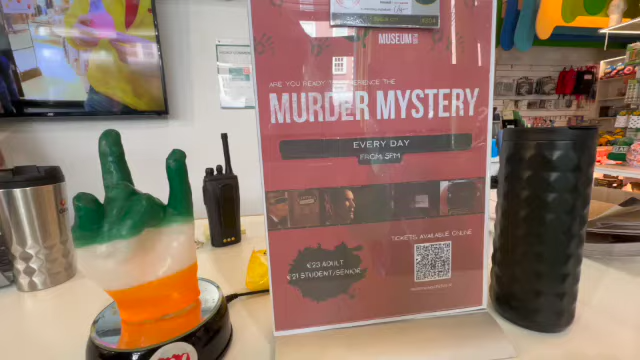 MUSEUM
ARE YOU READY TO EXPERIENCE THE
MURDER MYSTERY
EVERY DAY
FROM 5PM
TICKETS AVAILABLE ONLINE
€23 ADULT
€21 STUDENT/SENIOR